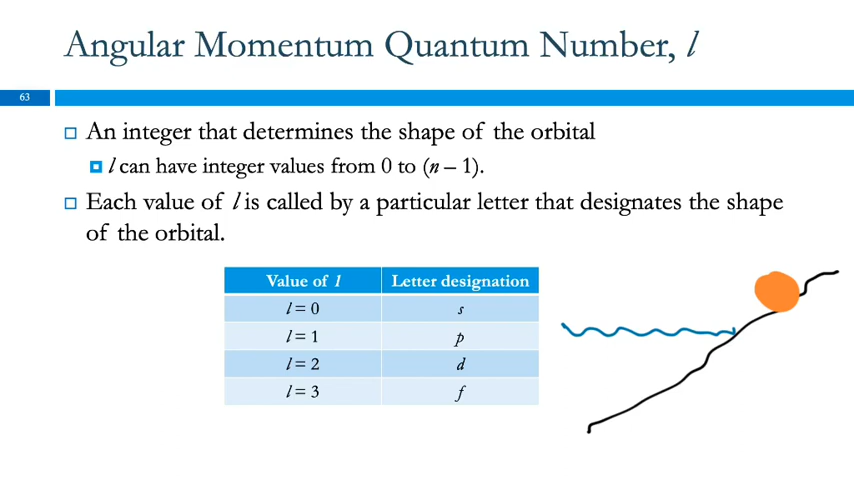 Angular Momentum Quantum Number, l
63
An integer that determines the shape of the orbital
l can have integer values from 0 to (n – 1).
Each value of l is called by a particular letter that designates the shape
of the orbital.
Value of l Letter designation
l = 0 s
l = 1 p
l = 2 d
l = 3 f